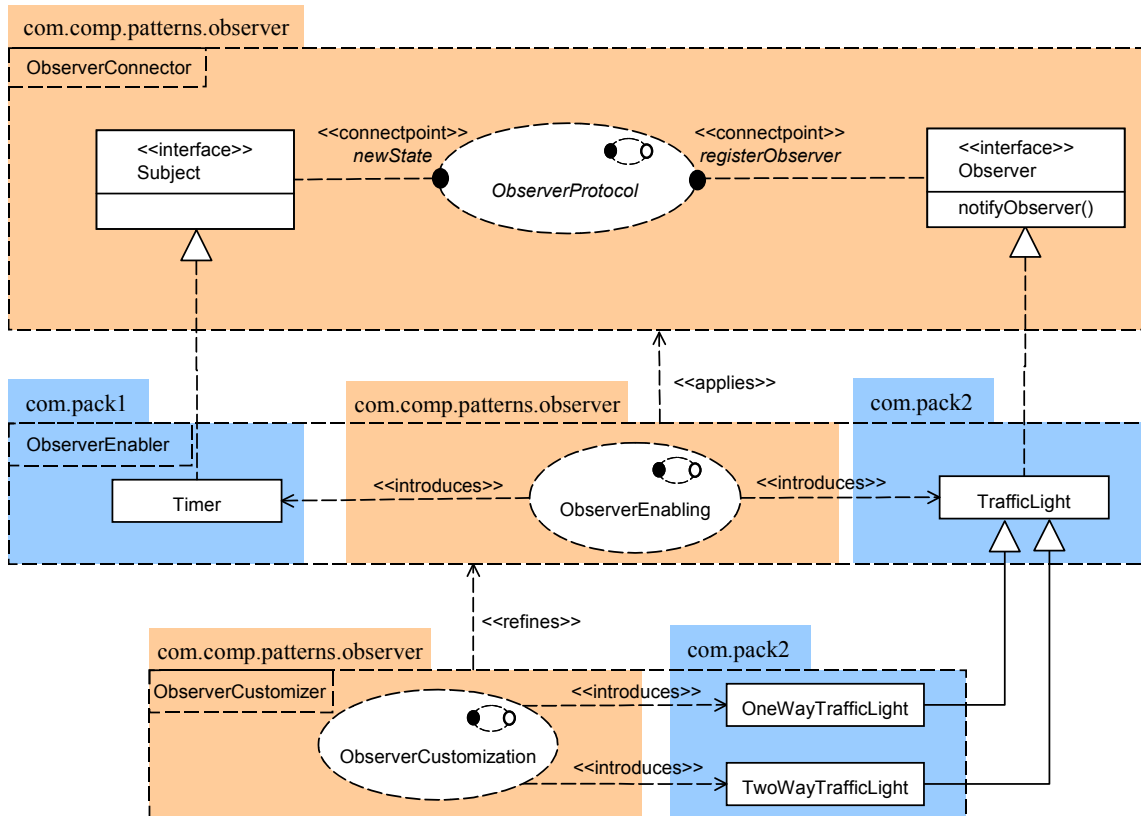 com.comp.patterns.observer
ObserverConnector
<<interface>>
Subject
<<connectpoint>>
newState
ObserverProtocol
<<connectpoint>>
registerObserver
<<interface>>
Observer
notifyObserver()
<<applies>>
com.pack1
ObserverEnabler
Timer
<<introduces>>
com.comp.patterns.observer
ObserverEnabling
<<introduces>>
com.pack2
TrafficLight
<<refines>>
com.comp.patterns.observer
ObserverCustomizer
ObserverCustomization
<<introduces>>
<<introduces>>
com.pack2
OneWayTrafficLight
TwoWayTrafficLight